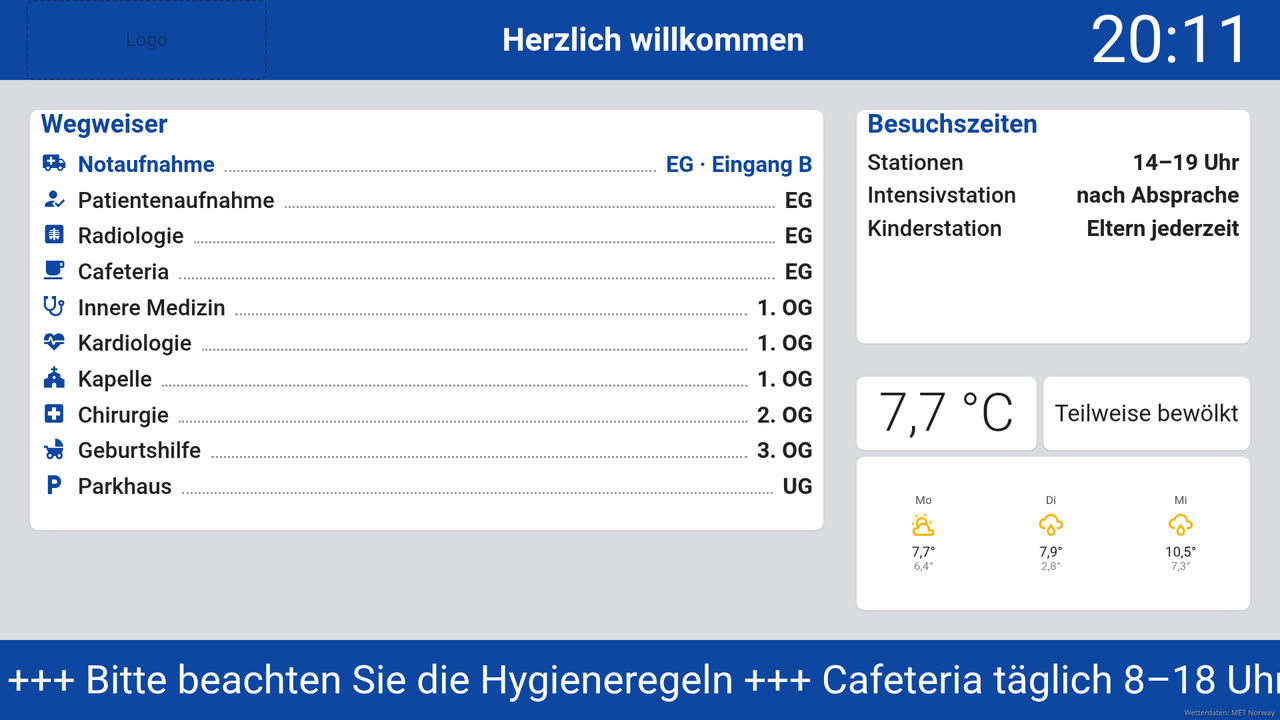 Logo
Herzlich willkommen
20:11
Wegweiser
Notaufnahme EG · Eingang B
Patientenaufnahme EG
Radiologie EG
Cafeteria EG
Innere Medizin 1. OG
Kardiologie 1. OG
Kapelle 1. OG
Chirurgie 2. OG
Geburtshilfe 3. OG
P Parkhaus UG
Besuchszeiten
Stationen 14–19 Uhr
Intensivstation nach Absprache
Kinderstation Eltern jederzeit
7,7 °C
Teilweise bewölkt
Mo Di Mi
7,7° 7,9° 10,5°
6,4° 2,8° 7,3°
+++ Bitte beachten Sie die Hygieneregeln +++ Cafeteria täglich 8–18 Uhr
Wetterdaten: MET Norway